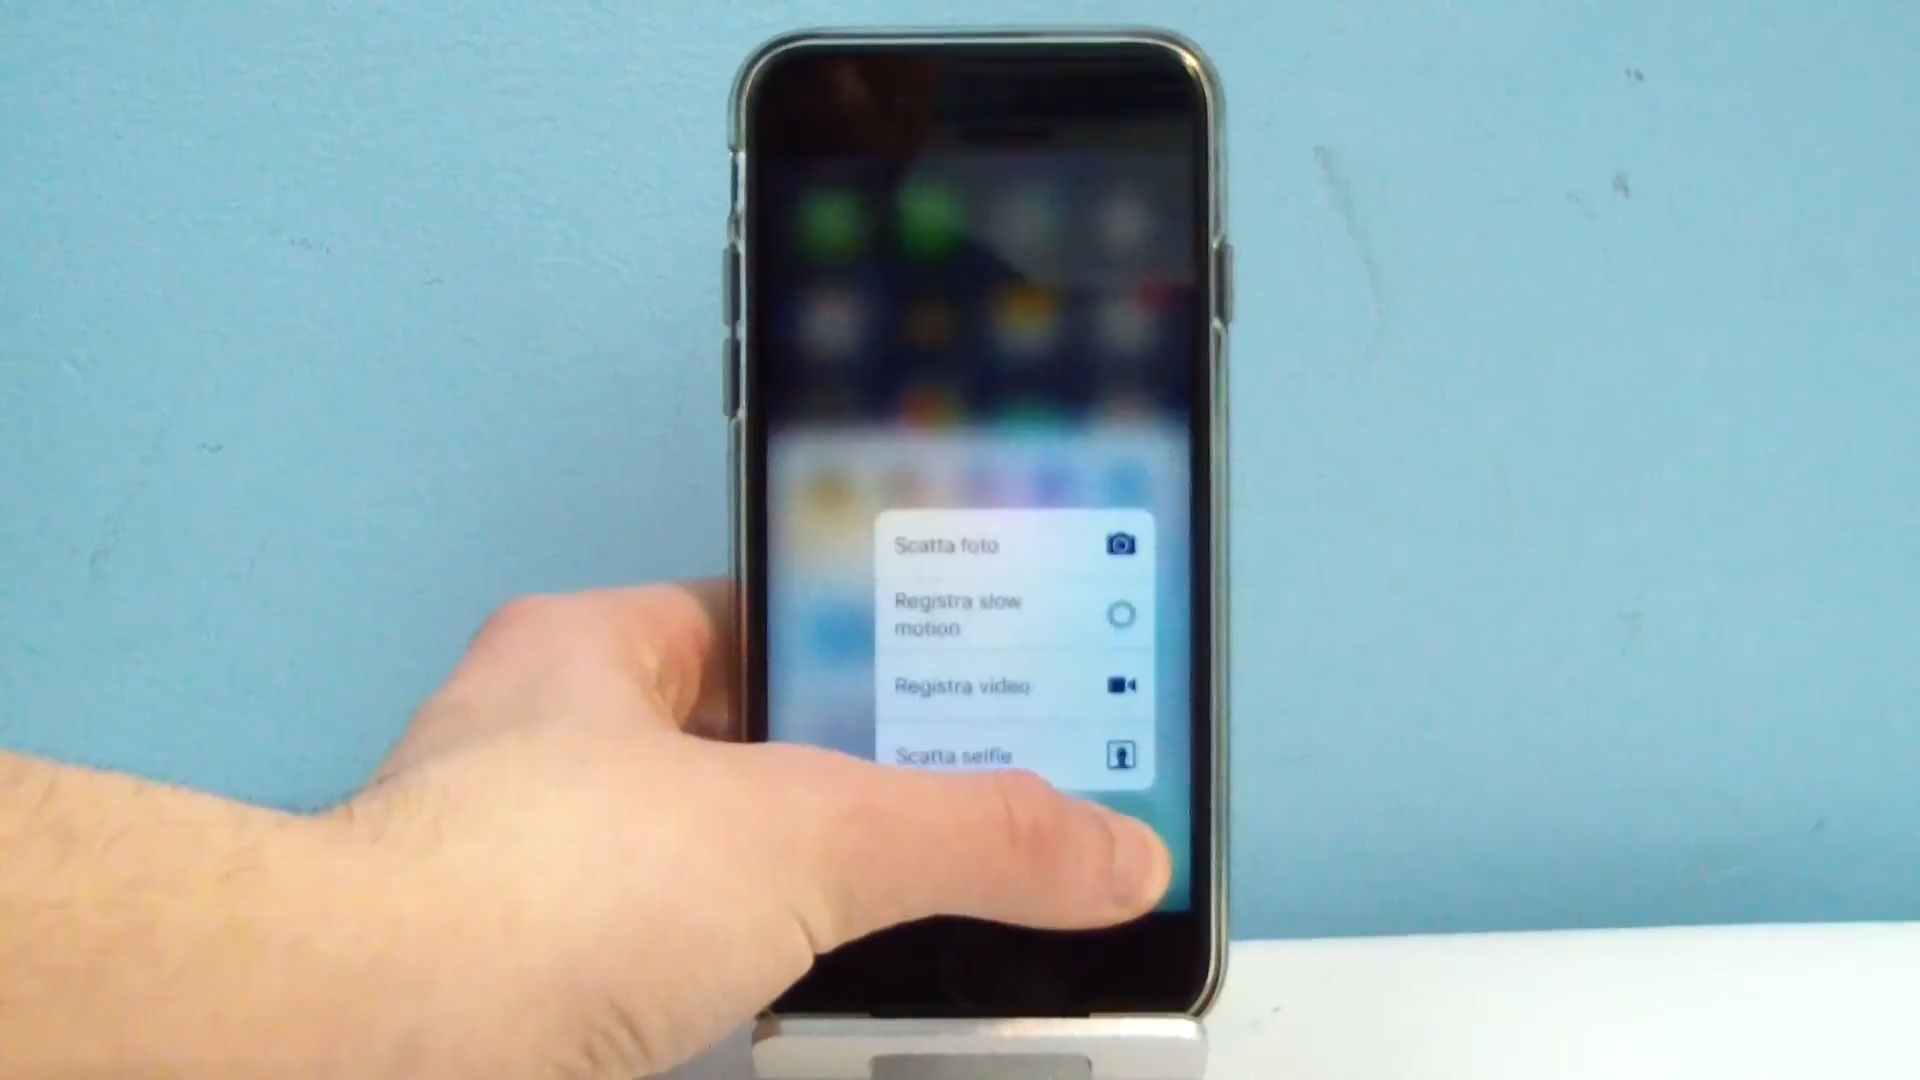 Scatta foto
Registra slow
motion
Registra video
Scatta selfie